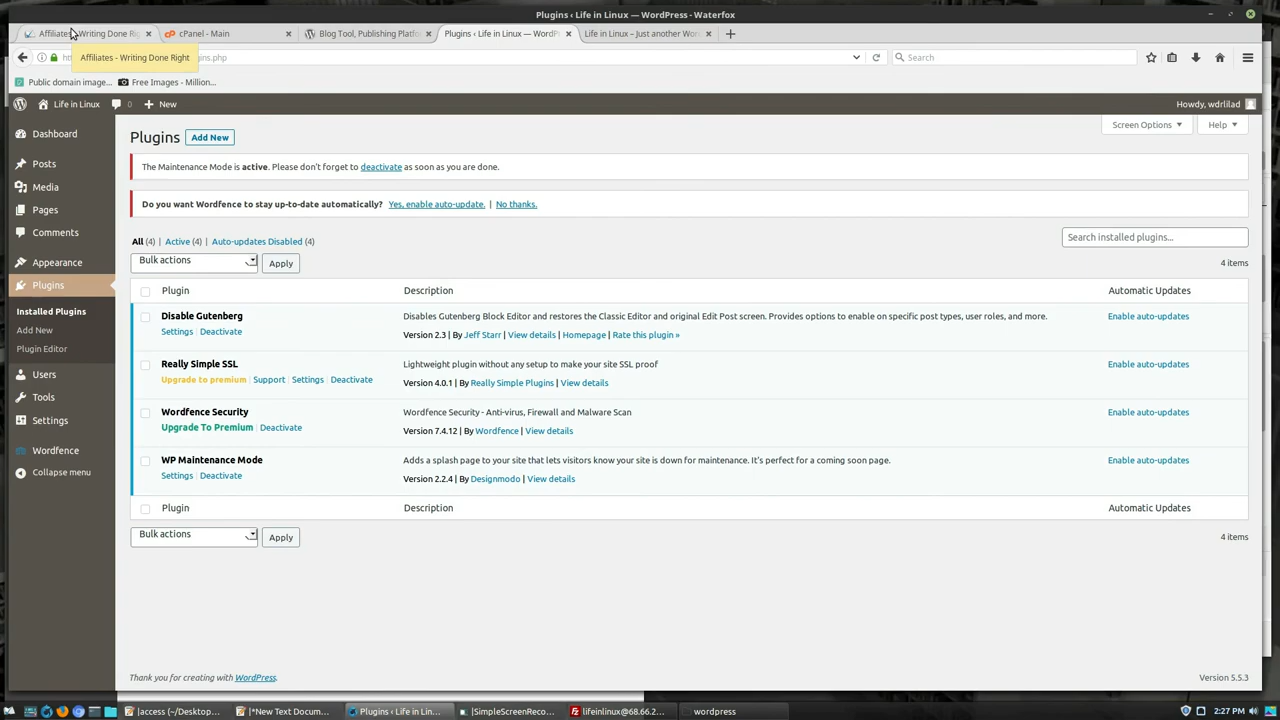 Plugins ‹ Life in Linux — WordPress - Waterfox
Affiliates - Writing Done Rig
cPanel - Main
Blog Tool, Publishing Platfo
Plugins ‹ Life in Linux — WordP
Life in Linux – Just another Wor
Affiliates - Writing Done Right
gins.php
Search
Public domain image...
Free Images - Million...
Life in Linux
0
New
Howdy, wdrlilad
Dashboard
Posts
Media
Pages
Comments
Appearance
Plugins
Installed Plugins
Add New
Plugin Editor
Users
Tools
Settings
Wordfence
Collapse menu
Screen Options
Help
Plugins
Add New
The Maintenance Mode is active. Please don't forget to deactivate as soon as you are done.
Do you want Wordfence to stay up-to-date automatically? Yes, enable auto-update. | No thanks.
All (4) | Active (4) | Auto-updates Disabled (4)
Search installed plugins...
Bulk actions
Apply
4 items
Plugin
Description
Automatic Updates
Disable Gutenberg
Settings | Deactivate
Disables Gutenberg Block Editor and restores the Classic Editor and original Edit Post screen. Provides options to enable on specific post types, user roles, and more.
Version 2.3 | By Jeff Starr | View details | Homepage | Rate this plugin »
Enable auto-updates
Really Simple SSL
Upgrade to premium | Support | Settings | Deactivate
Lightweight plugin without any setup to make your site SSL proof
Version 4.0.1 | By Really Simple Plugins | View details
Enable auto-updates
Wordfence Security
Upgrade To Premium | Deactivate
Wordfence Security - Anti-virus, Firewall and Malware Scan
Version 7.4.12 | By Wordfence | View details
Enable auto-updates
WP Maintenance Mode
Settings | Deactivate
Adds a splash page to your site that lets visitors know your site is down for maintenance. It's perfect for a coming soon page.
Version 2.2.4 | By Designmodo | View details
Enable auto-updates
Plugin
Description
Automatic Updates
Bulk actions
Apply
4 items
Thank you for creating with WordPress.
Version 5.5.3
|access (~/Desktop...
|*New Text Docum...
Plugins ‹ Life in Lin...
|SimpleScreenReco...
lifeinlinux@68.66.2...
wordpress
2:27 PM